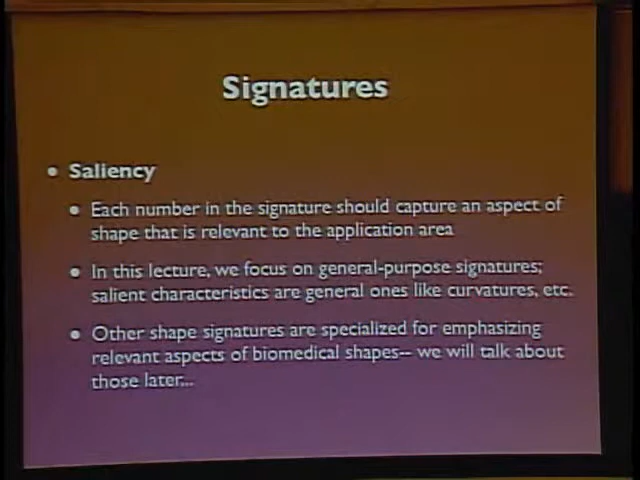 Signatures
• Saliency
• Each number in the signature should capture an aspect of
shape that is relevant to the application area
• In this lecture, we focus on general-purpose signatures;
salient characteristics are general ones like curvatures, etc.
• Other shape signatures are specialized for emphasizing
relevant aspects of biomedical shapes-- we will talk about
those later...